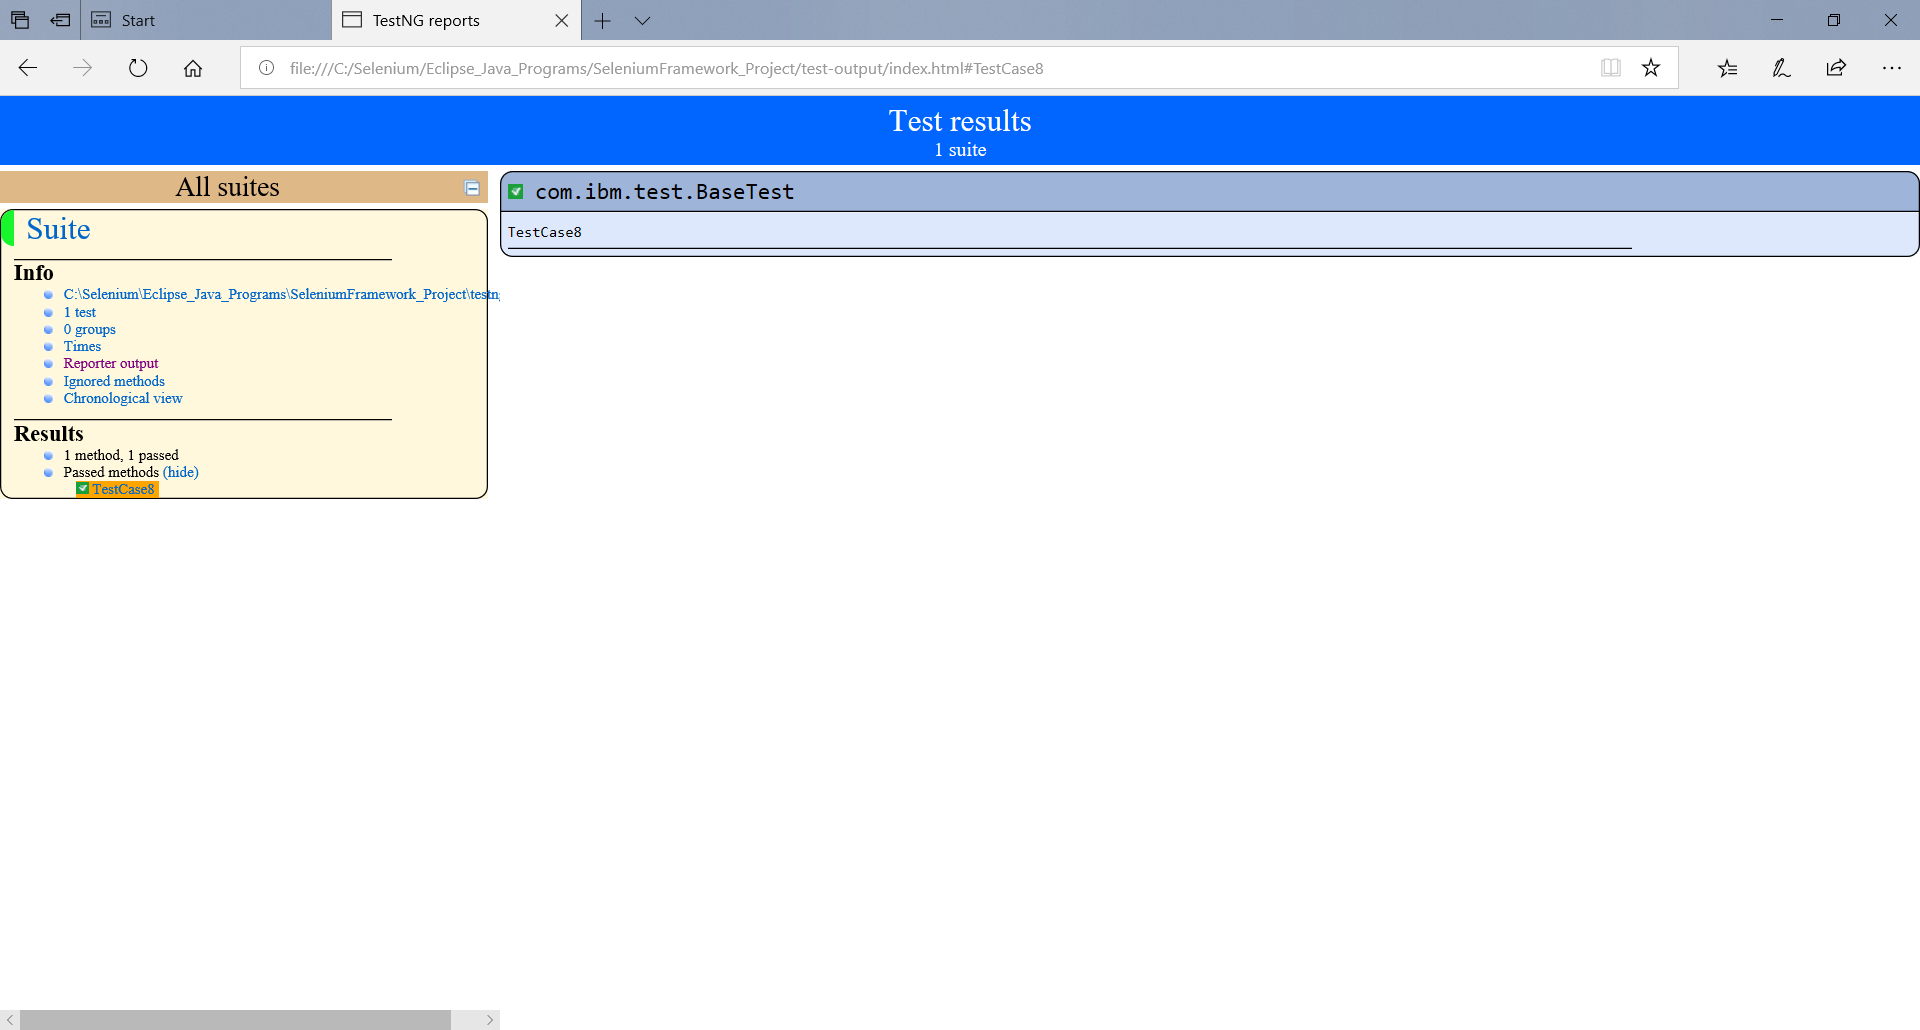 Start
TestNG reports
file:///C:/Selenium/Eclipse_Java_Programs/SeleniumFramework_Project/test-output/index.html#TestCase8
Test results
1 suite
All suites
Suite
Info
C:\Selenium\Eclipse_Java_Programs\SeleniumFramework_Project\testn
1 test
0 groups
Times
Reporter output
Ignored methods
Chronological view
Results
1 method, 1 passed
Passed methods (hide)
TestCase8
com.ibm.test.BaseTest
TestCase8